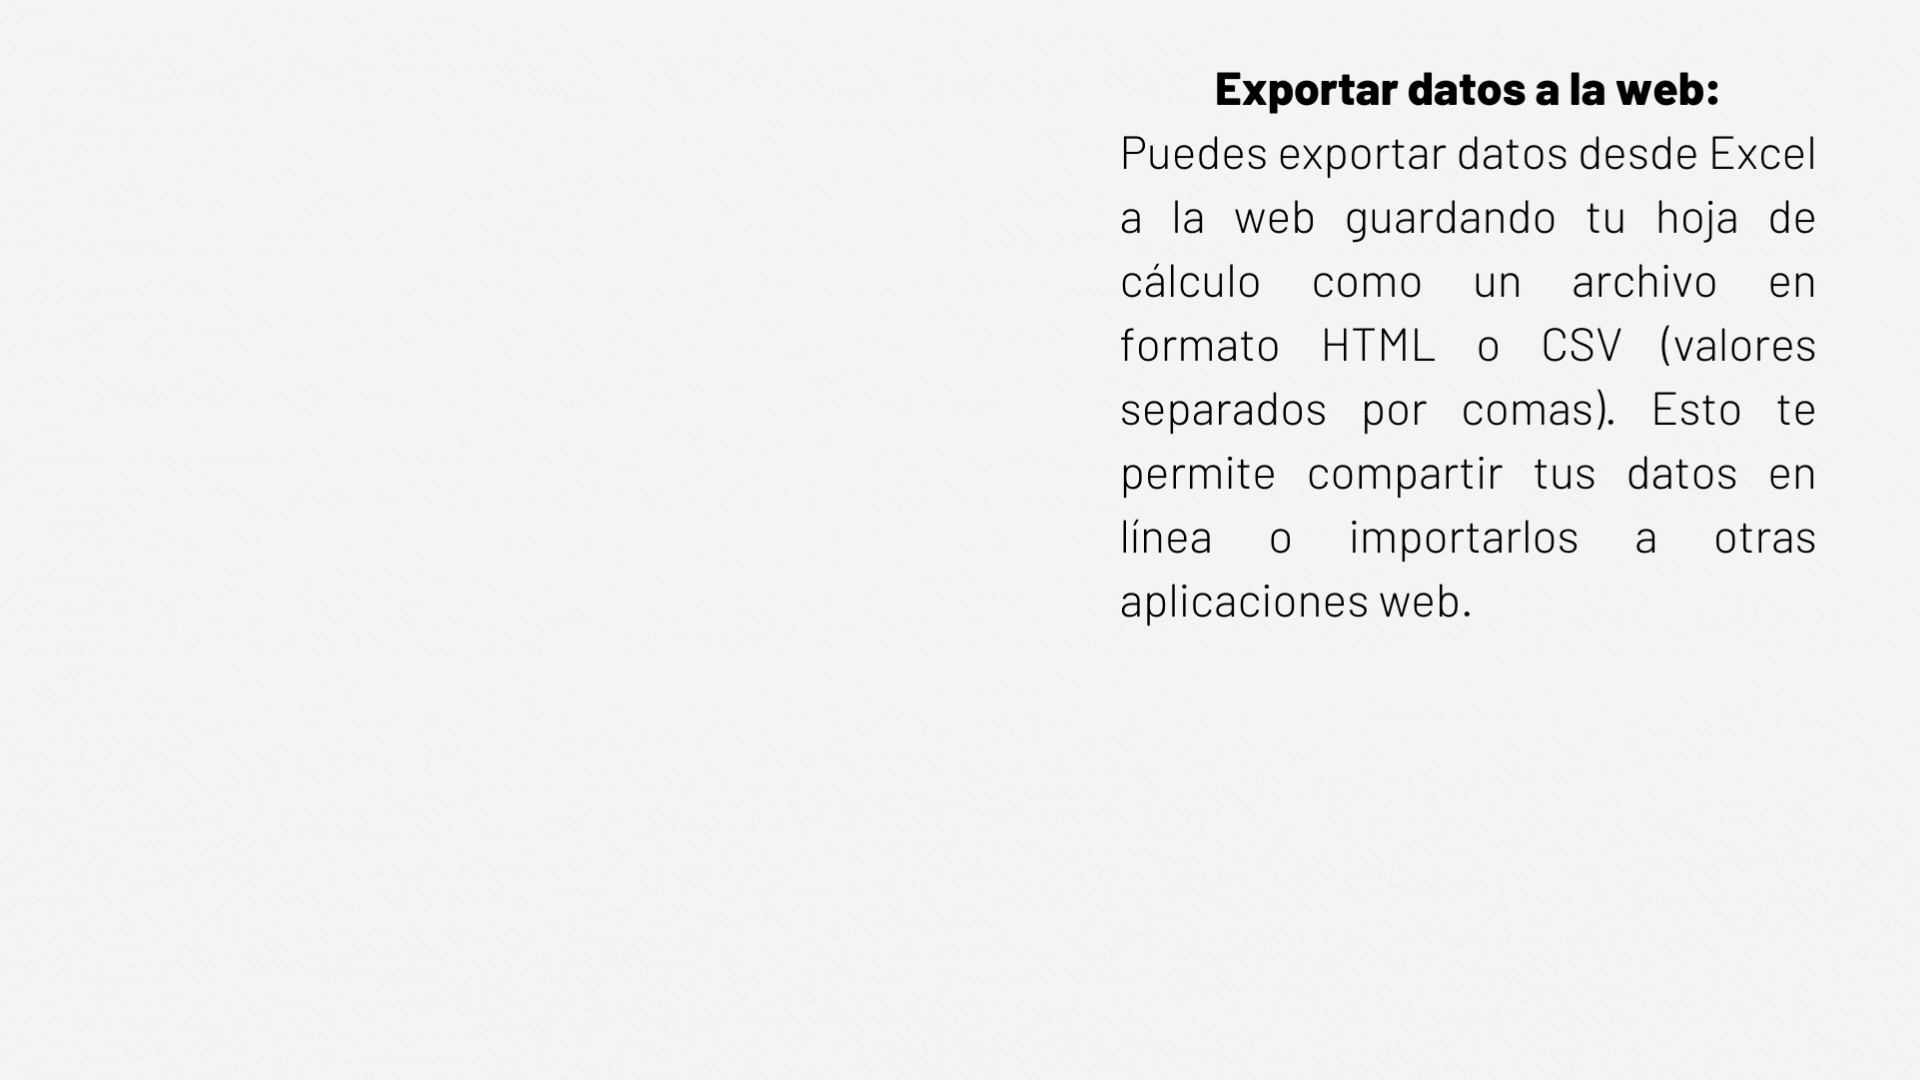 Exportar datos a la web:
Puedes exportar datos desde Excel
a la web guardando tu hoja de
cálculo como un archivo en
formato HTML o CSV (valores
separados por comas). Esto te
permite compartir tus datos en
línea o importarlos a otras
aplicaciones web.